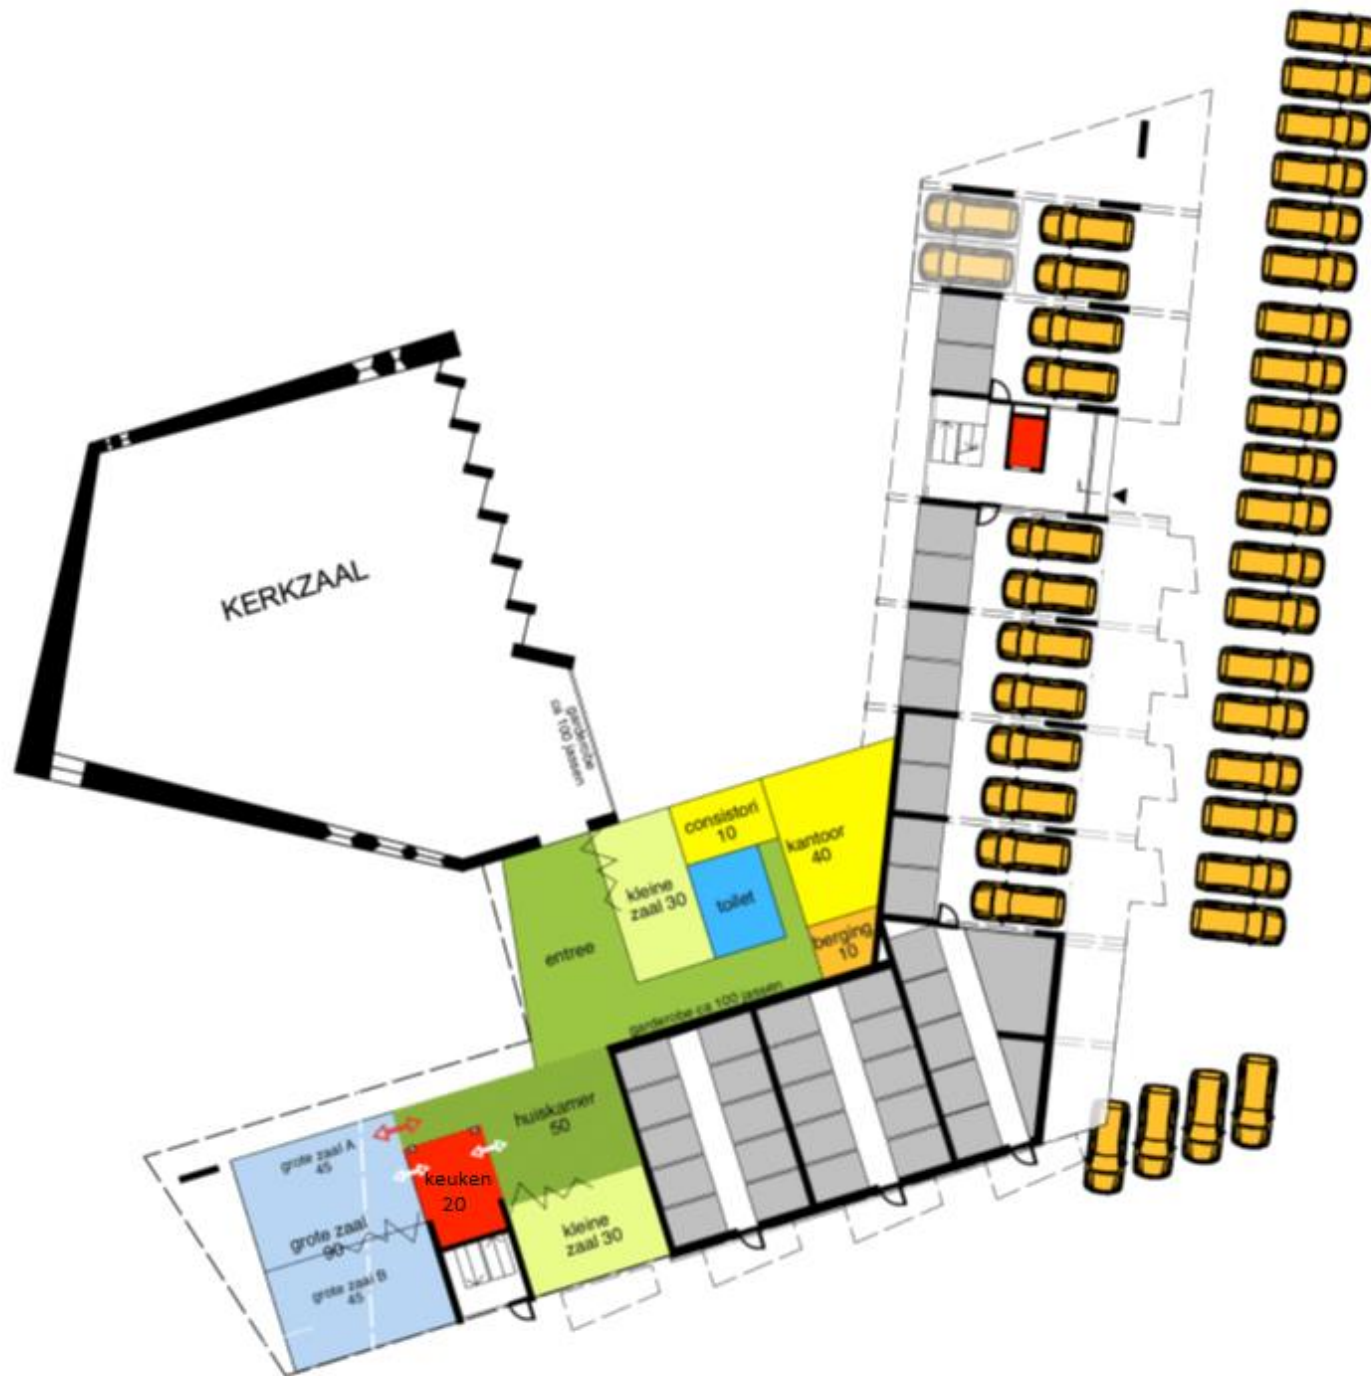 KERKZAAL
garderobe
ca 100 jassen
consistori
10
kantoor
40
kleine
zaal 30
toilet
entree
berging
10
garderobe ca 100 jassen
huiskamer
50
grote zaal A
45
keuken
20
grote zaal
90
kleine
zaal 30
grote zaal B
45